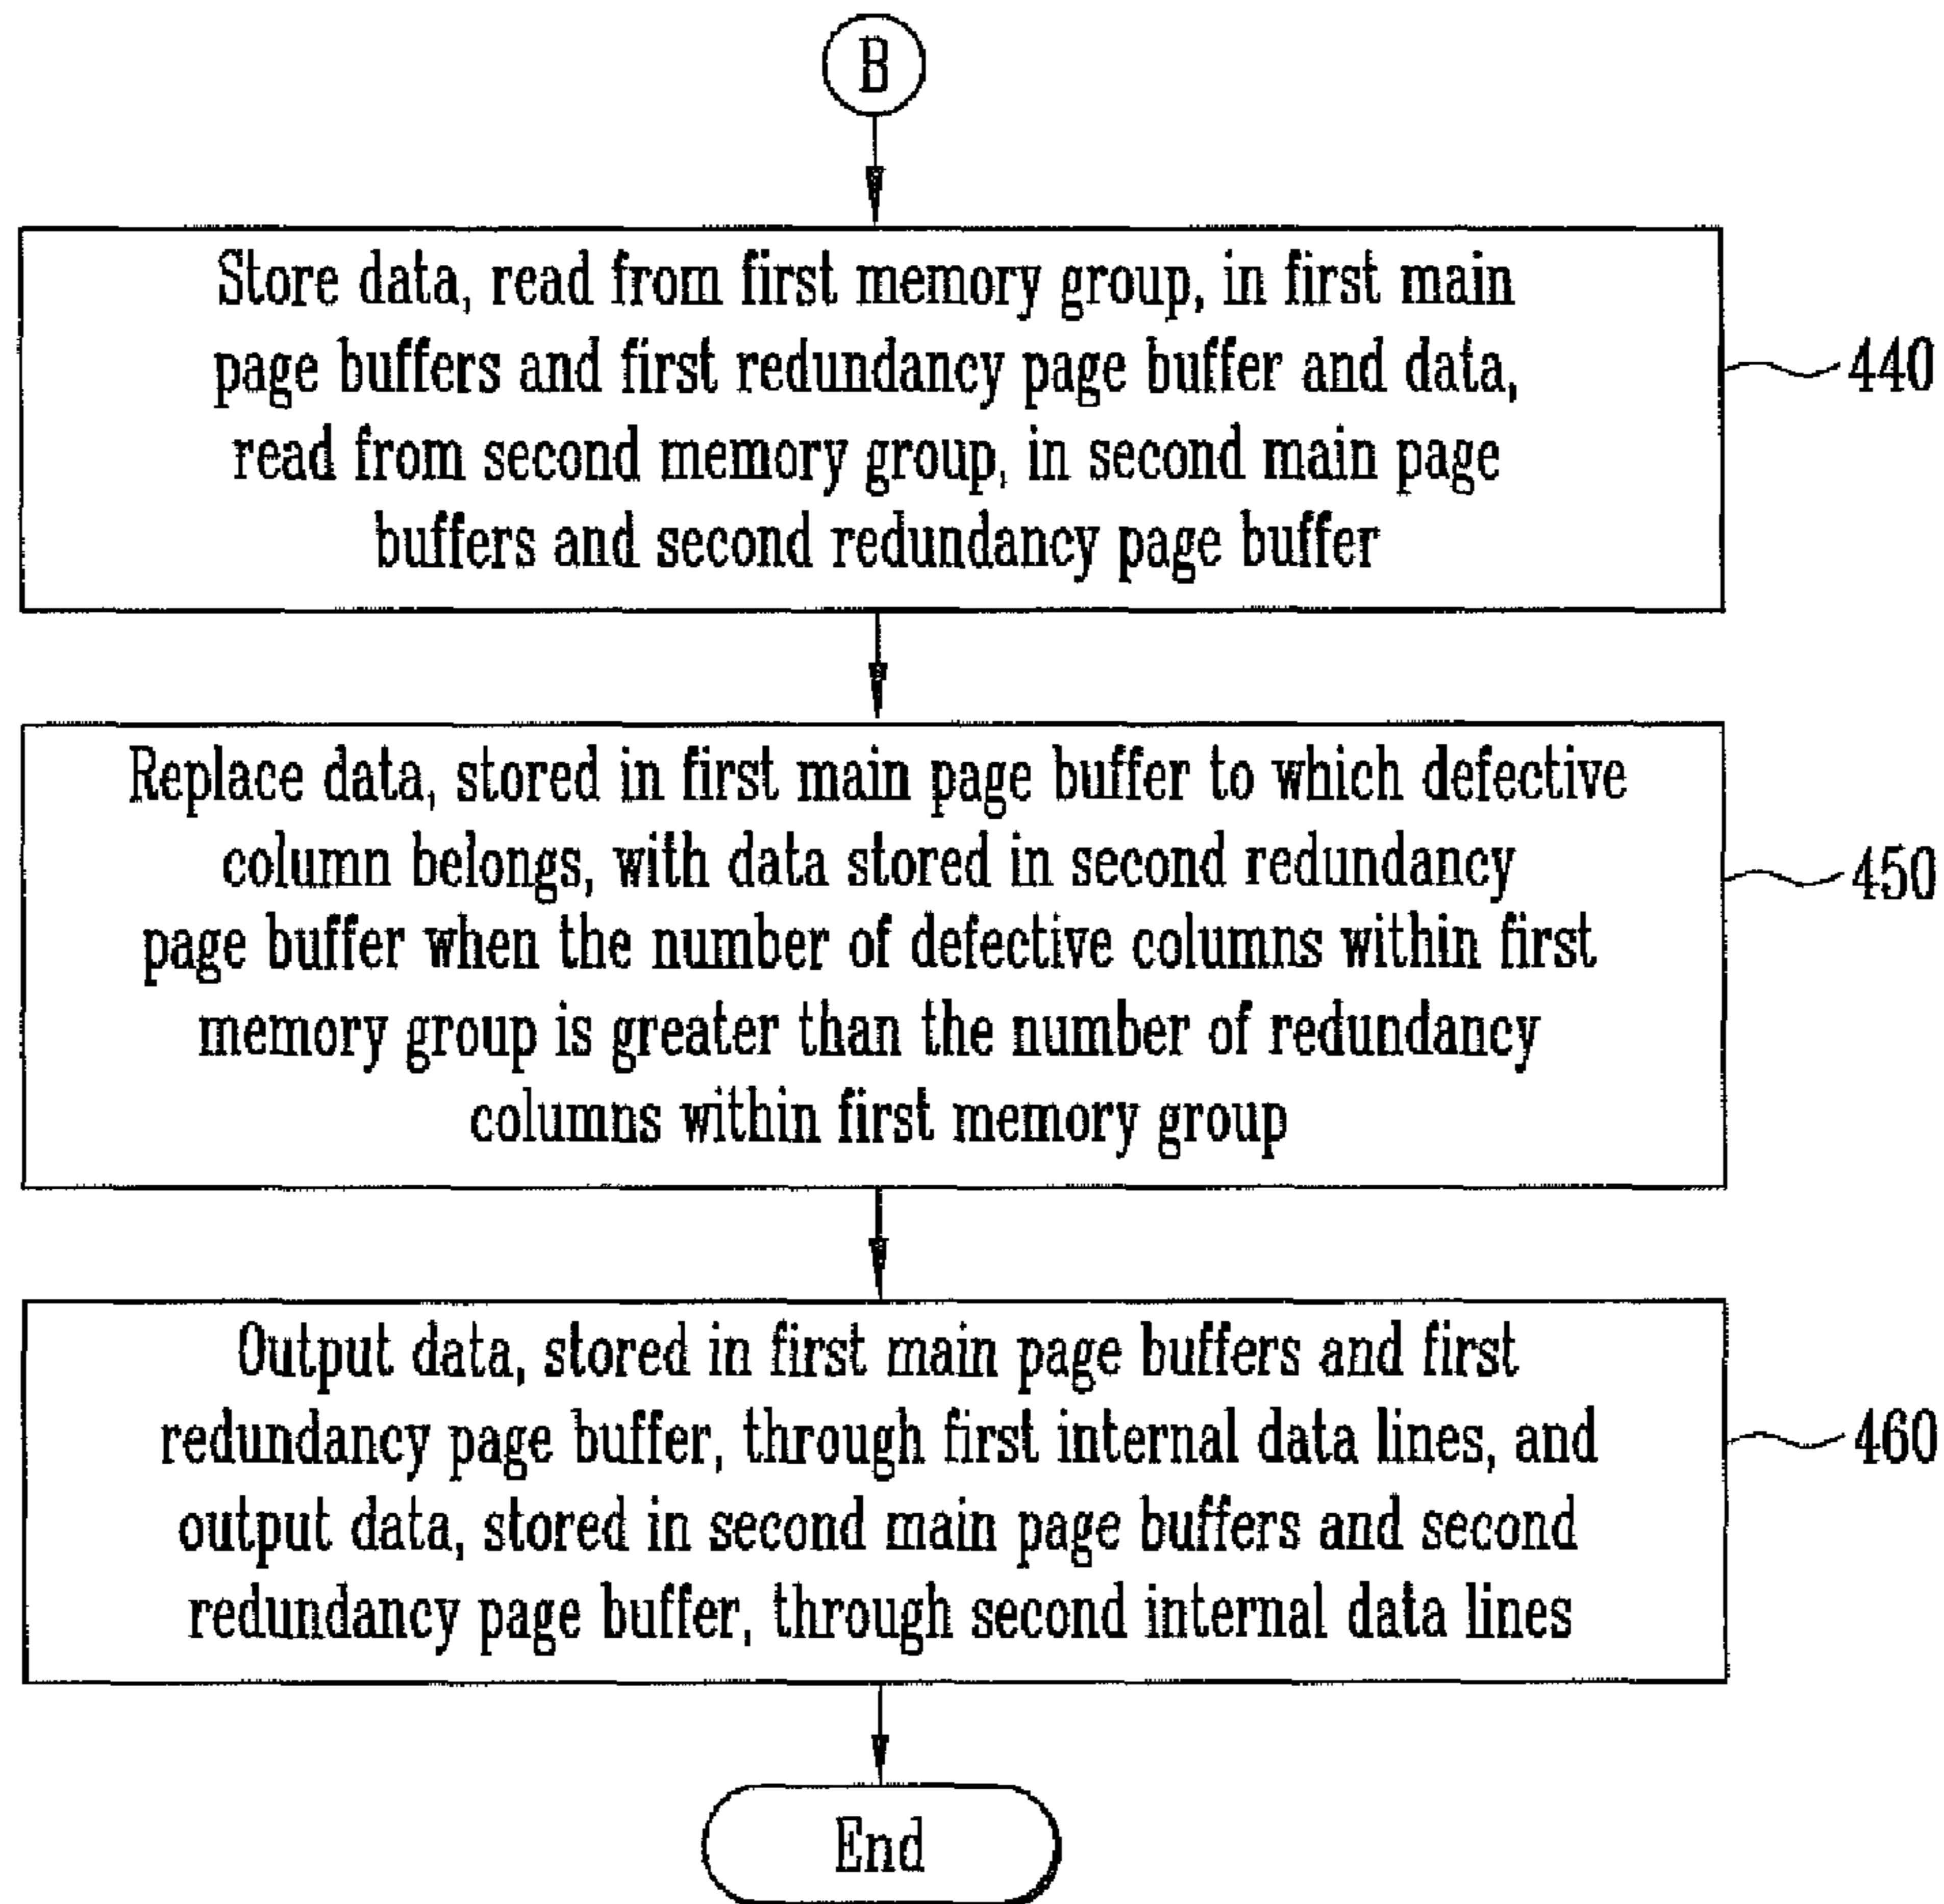 B
Store data, read from first memory group, in first main
page buffers and first redundancy page buffer and data,
read from second memory group, in second main page
buffers and second redundancy page buffer
440
Replace data, stored in first main page buffer to which defective
column belongs, with data stored in second redundancy
page buffer when the number of defective columns within first
memory group is greater than the number of redundancy
columns within first memory group
450
Output data, stored in first main page buffers and first
redundancy page buffer, through first internal data lines, and
output data, stored in second main page buffers and second
redundancy page buffer, through second internal data lines
460
End